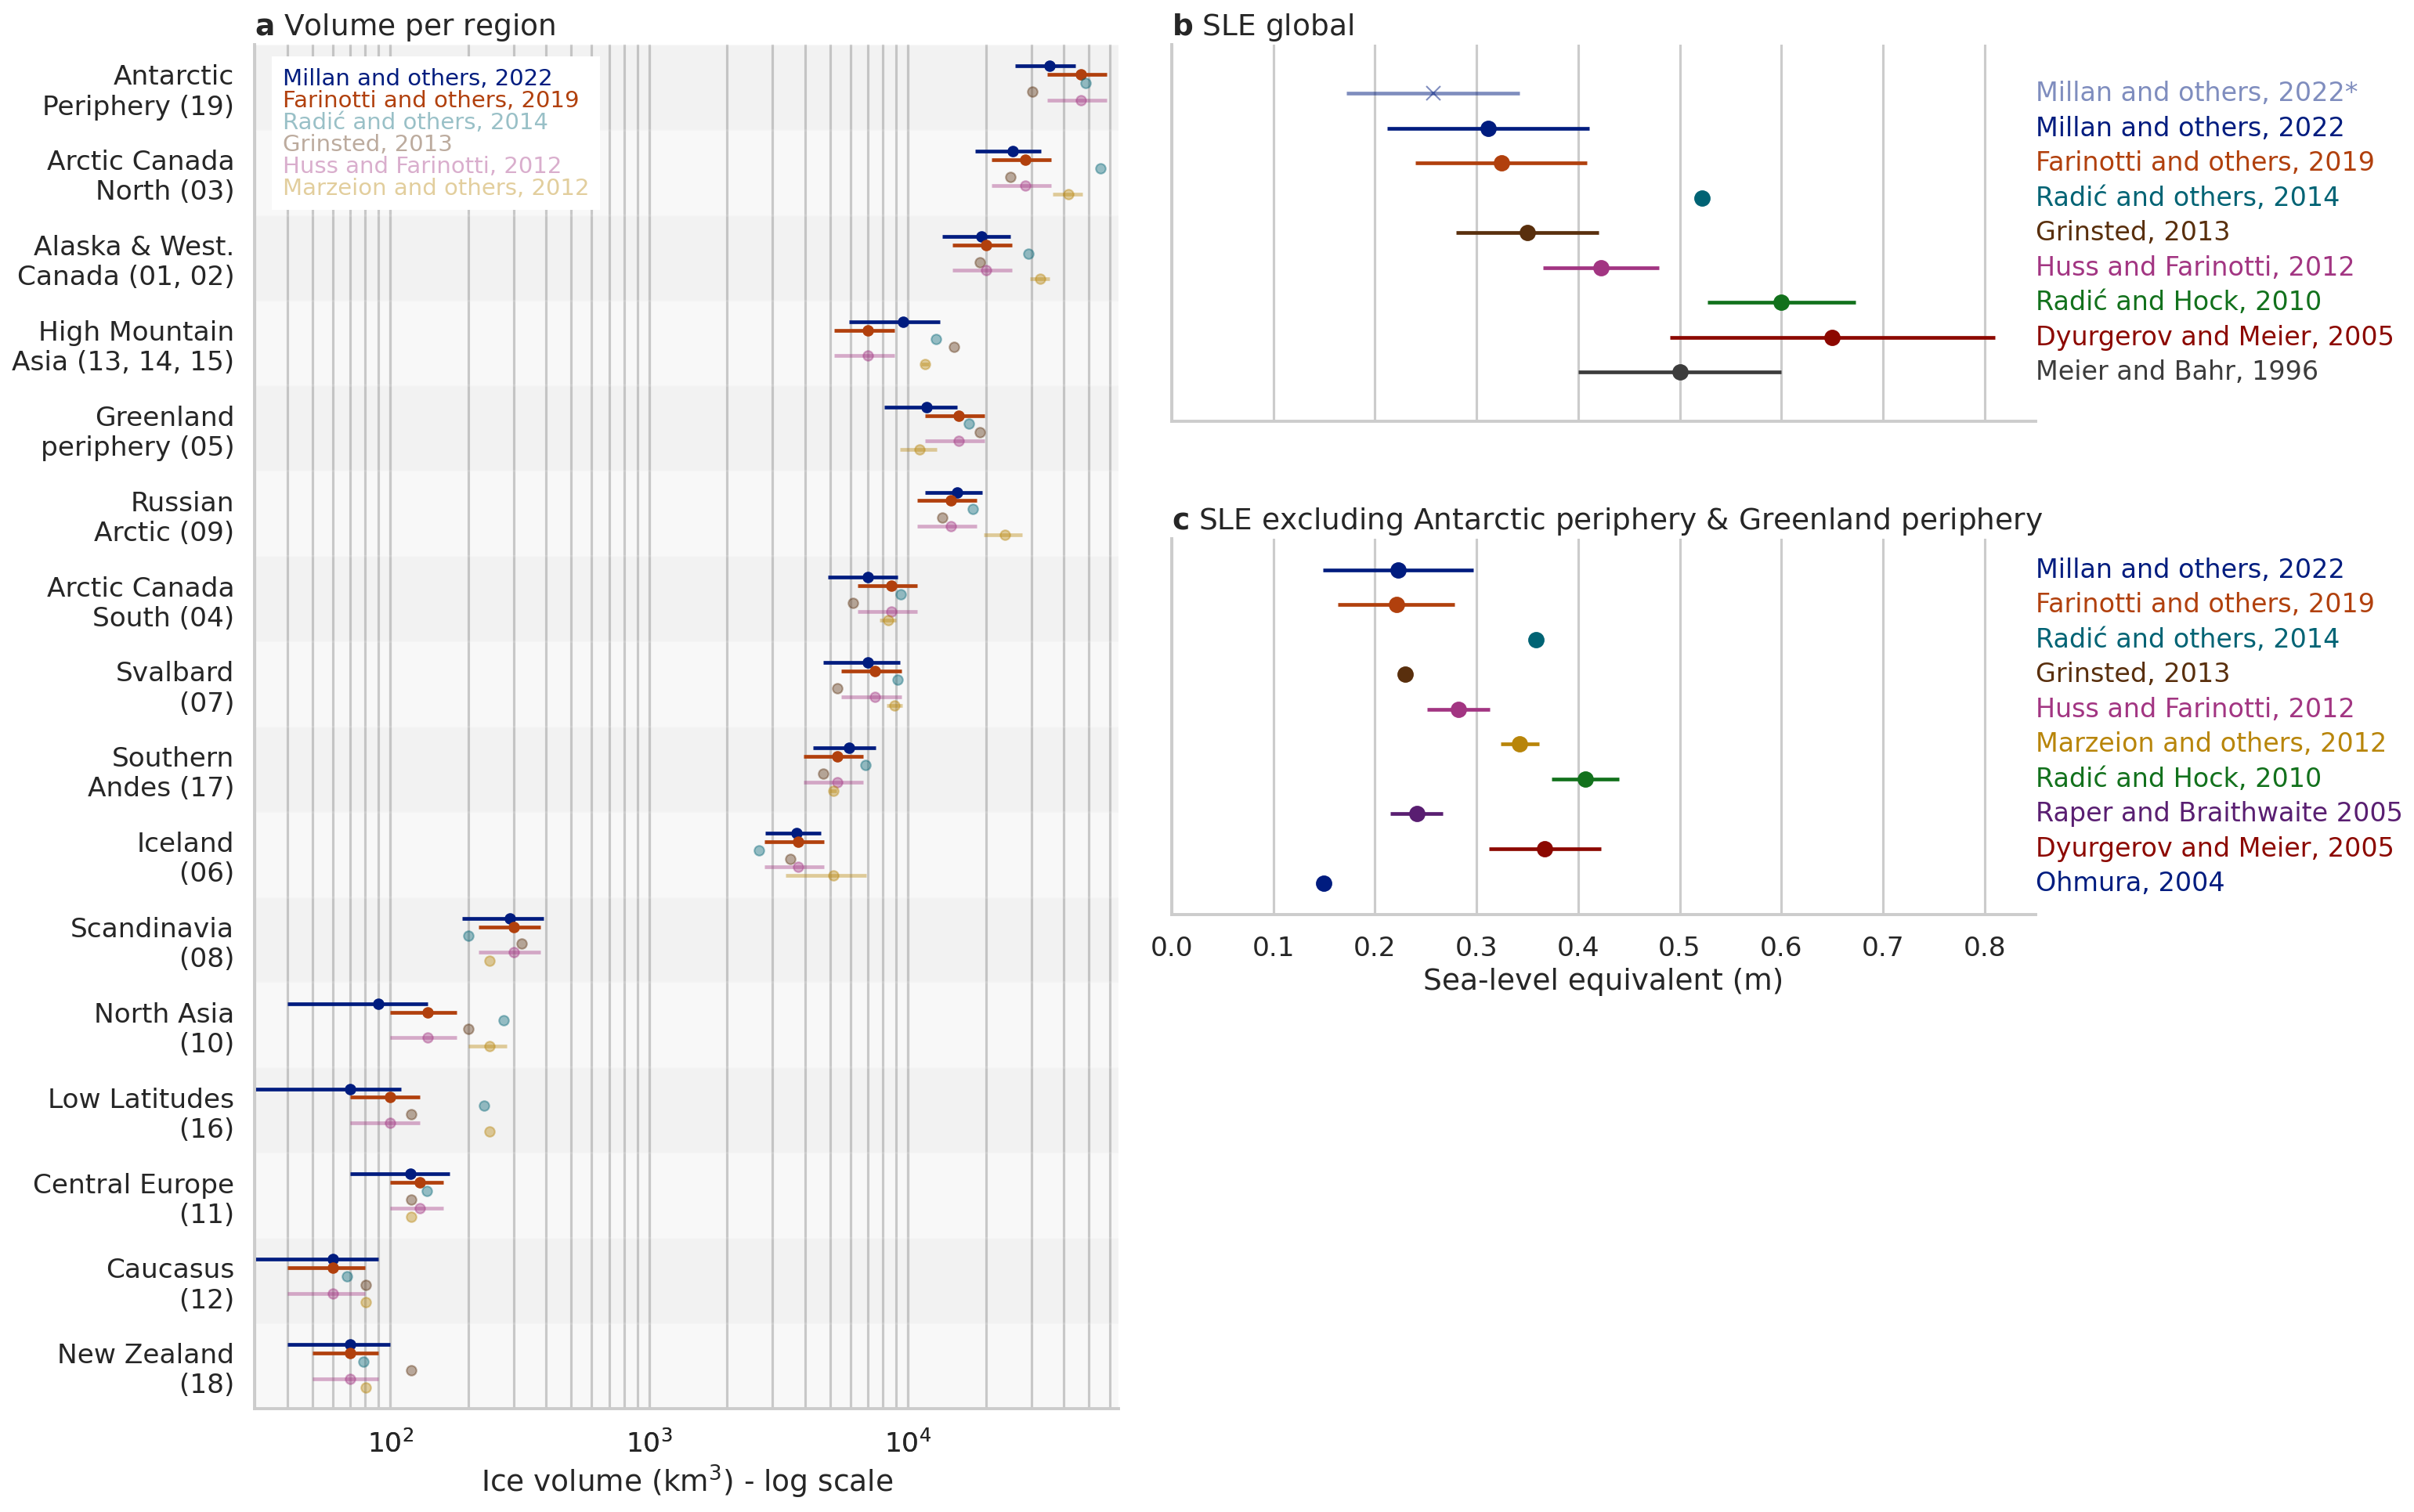 a Volume per region
Millan and others, 2022
Farinotti and others, 2019
Radić and others, 2014
Grinsted, 2013
Huss and Farinotti, 2012
Marzeion and others, 2012
Antarctic
Periphery (19)
Arctic Canada
North (03)
Alaska & West.
Canada (01, 02)
High Mountain
Asia (13, 14, 15)
Greenland
periphery (05)
Russian
Arctic (09)
Arctic Canada
South (04)
Svalbard
(07)
Southern
Andes (17)
Iceland
(06)
Scandinavia
(08)
North Asia
(10)
Low Latitudes
(16)
Central Europe
(11)
Caucasus
(12)
New Zealand
(18)
10² 10³ 10⁴
Ice volume (km³) - log scale
b SLE global
Millan and others, 2022*
Millan and others, 2022
Farinotti and others, 2019
Radić and others, 2014
Grinsted, 2013
Huss and Farinotti, 2012
Radić and Hock, 2010
Dyurgerov and Meier, 2005
Meier and Bahr, 1996
c SLE excluding Antarctic periphery & Greenland periphery
Millan and others, 2022
Farinotti and others, 2019
Radić and others, 2014
Grinsted, 2013
Huss and Farinotti, 2012
Marzeion and others, 2012
Radić and Hock, 2010
Raper and Braithwaite 2005
Dyurgerov and Meier, 2005
Ohmura, 2004
0.0 0.1 0.2 0.3 0.4 0.5 0.6 0.7 0.8
Sea-level equivalent (m)